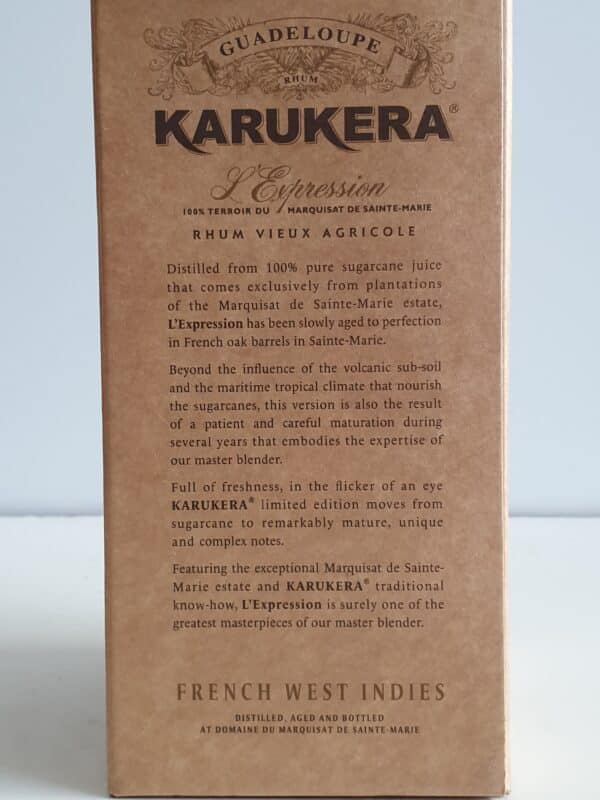 GUADELOUPE
RHUM
KARUKERA®
L'Expression
100% TERROIR DU MARQUISAT DE SAINTE-MARIE
RHUM VIEUX AGRICOLE
Distilled from 100% pure sugarcane juice
that comes exclusively from plantations
of the Marquisat de Sainte-Marie estate,
L'Expression has been slowly aged to perfection
in French oak barrels in Sainte-Marie.
Beyond the influence of the volcanic sub-soil
and the maritime tropical climate that nourish
the sugarcanes, this version is also the result
of a patient and careful maturation during
several years that embodies the expertise of
our master blender.
Full of freshness, in the flicker of an eye
KARUKERA® limited edition moves from
sugarcane to remarkably mature, unique
and complex notes.
Featuring the exceptional Marquisat de Sainte-
Marie estate and KARUKERA® traditional
know-how, L'Expression is surely one of the
greatest masterpieces of our master blender.
FRENCH WEST INDIES
DISTILLED, AGED AND BOTTLED
AT DOMAINE DU MARQUISAT DE SAINTE-MARIE